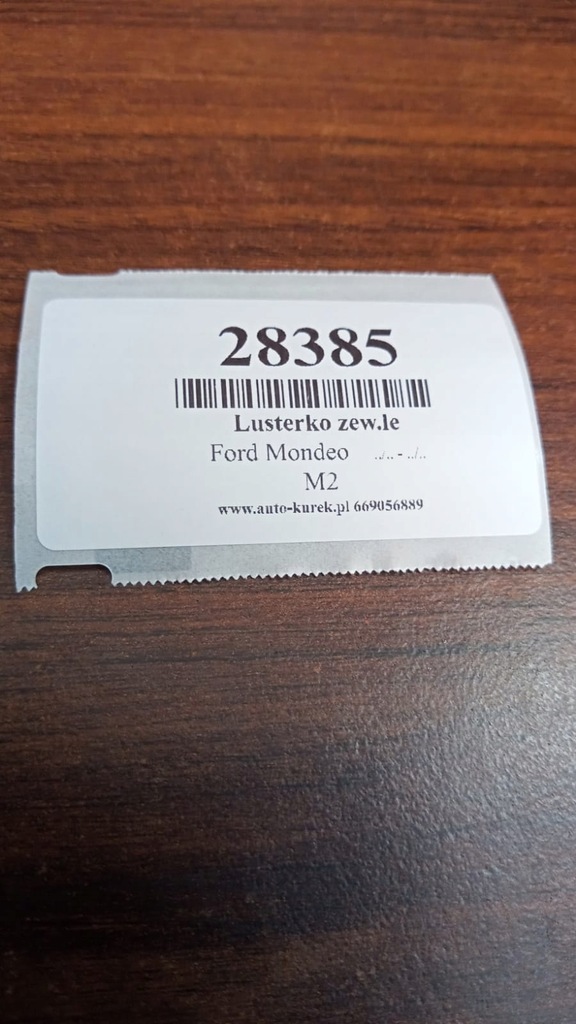 28385
Lusterko zew.le
Ford Mondeo ../.. - ../..
M2
www.auto-kurek.pl 669056889